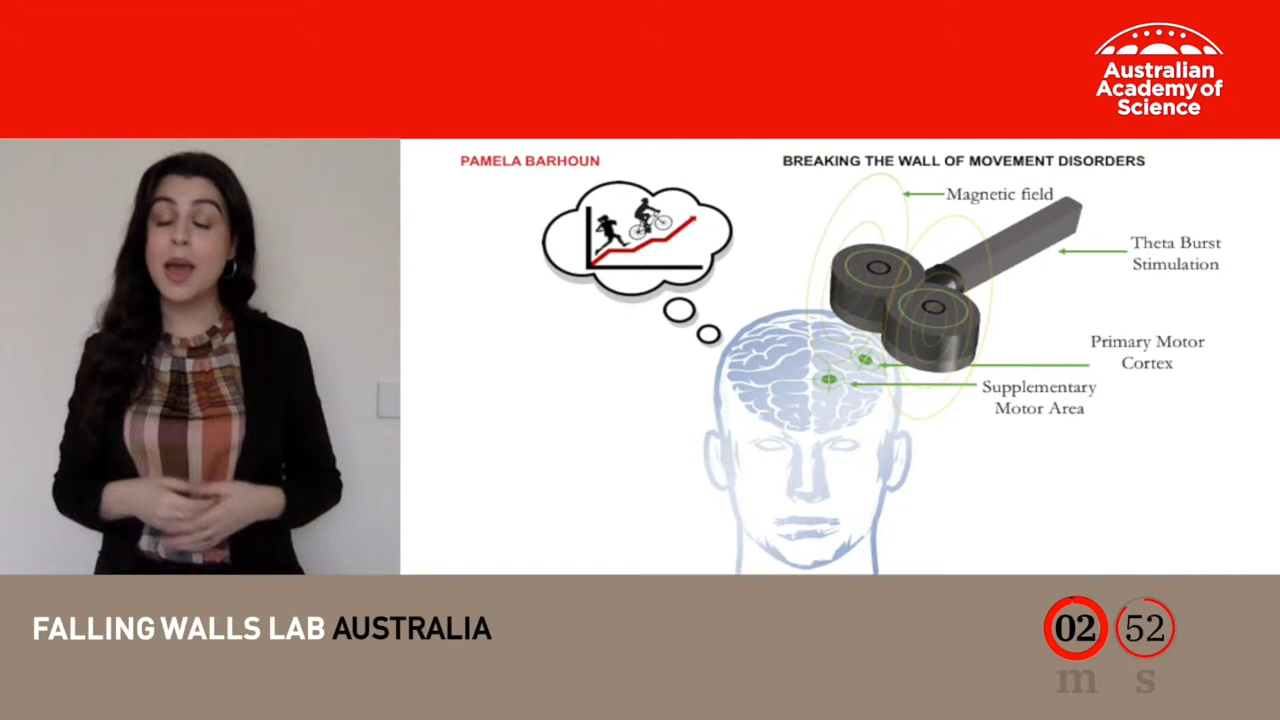 Australian
Academy of
Science
PAMELA BARHOUN
BREAKING THE WALL OF MOVEMENT DISORDERS
Magnetic field
Theta Burst
Stimulation
Primary Motor
Cortex
Supplementary
Motor Area
FALLING WALLS LAB AUSTRALIA
02 52
m s